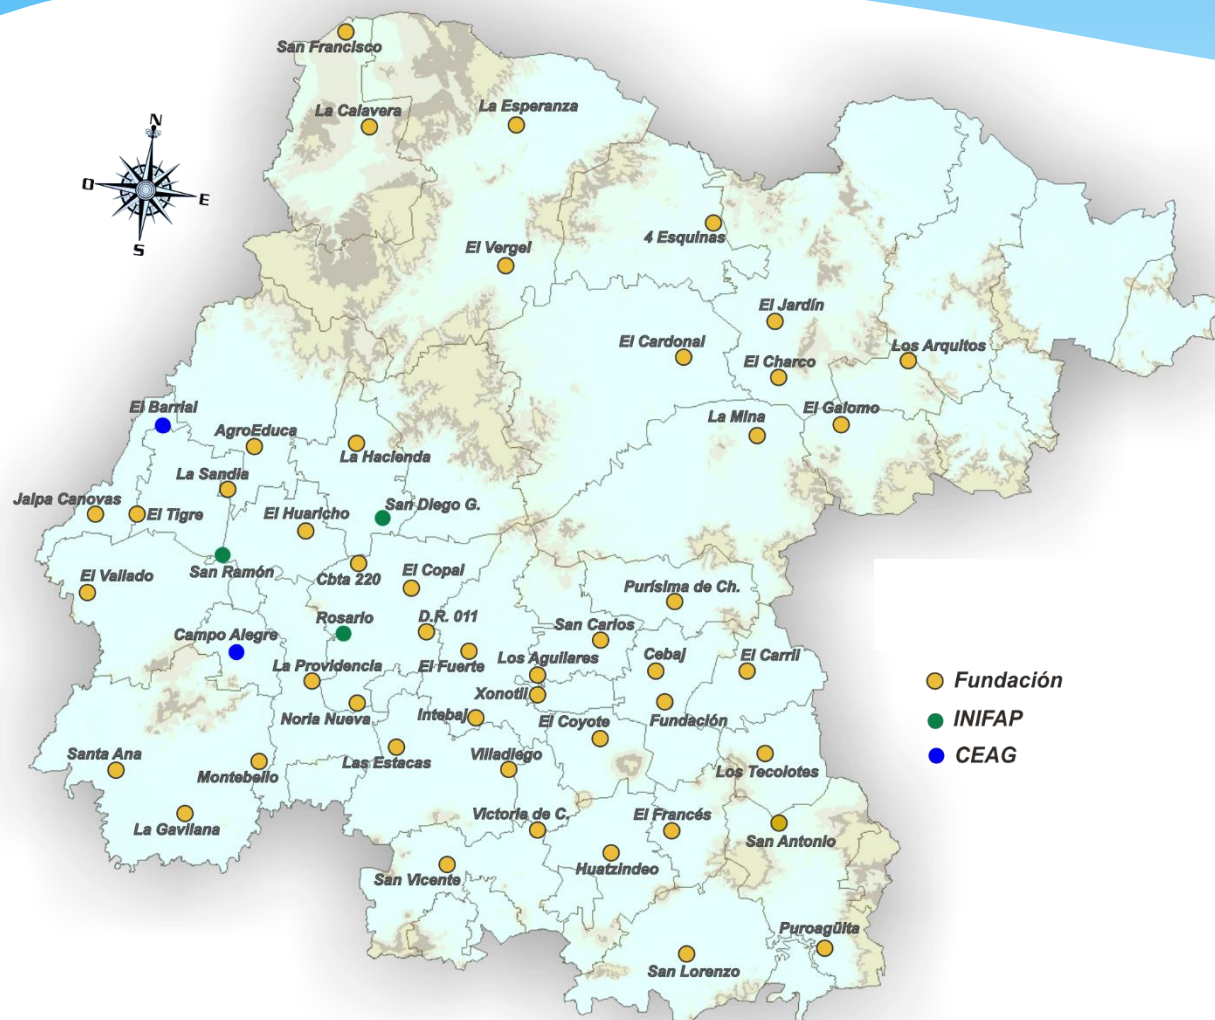 San Francisco
La Calavera
La Esperanza
N
O
E
S
4 Esquinas
El Vergel
El Jardín
El Cardonal
Los Arquitos
El Charco
El Barrial
El Galomo
La Mina
AgroEduca
La Hacienda
La Sandia
Jalpa Canovas
San Diego G.
El Tigre
El Huaricho
San Ramón
Cbta 220
El Copal
El Vallado
Purísima de Ch.
Rosario
D.R. 011
San Carlos
Campo Alegre
Cebaj
El Carril
La Providencia
El Fuerte
Los Aguilares
Fundación
Xonotli
Noria Nueva
Intebaj
El Coyote
Fundación
INIFAP
CEAG
Santa Ana
Montebello
Las Estacas
Villadiego
Los Tecolotes
La Gavilana
Victoria de C.
El Francés
San Antonio
San Vicente
Huatzindeo
Puroagüita
San Lorenzo